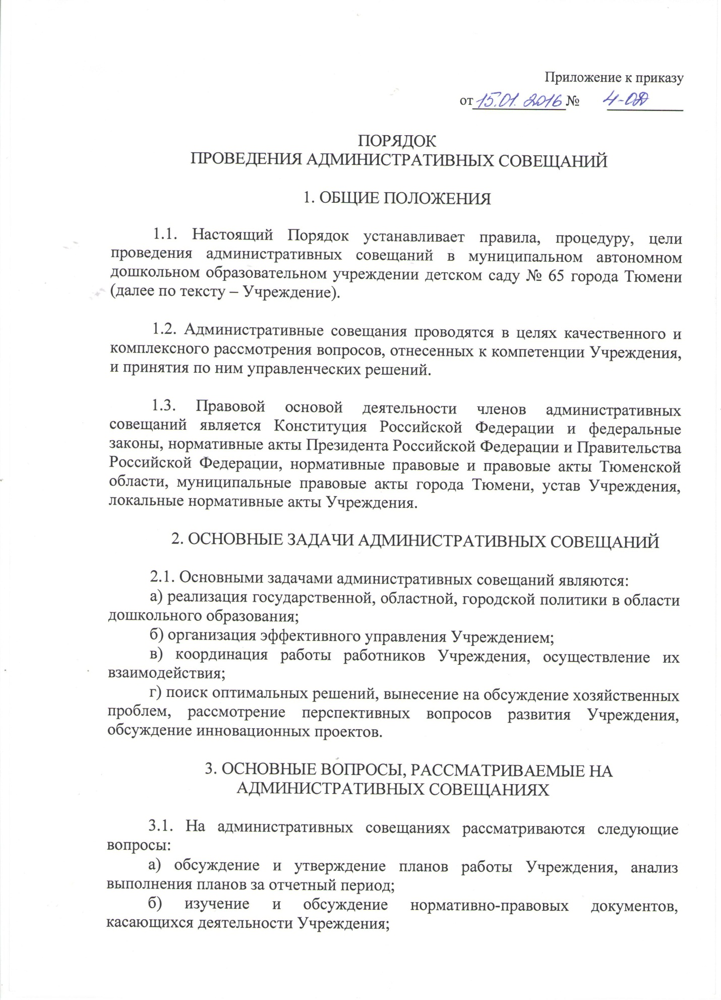 Приложение к приказу
от 15.01.2016 № 4-ОД
ПОРЯДОК
ПРОВЕДЕНИЯ АДМИНИСТРАТИВНЫХ СОВЕЩАНИЙ
1. ОБЩИЕ ПОЛОЖЕНИЯ
1.1. Настоящий Порядок устанавливает правила, процедуру, цели
проведения административных совещаний в муниципальном автономном
дошкольном образовательном учреждении детском саду № 65 города Тюмени
(далее по тексту – Учреждение).
1.2. Административные совещания проводятся в целях качественного и
комплексного рассмотрения вопросов, отнесенных к компетенции Учреждения,
и принятия по ним управленческих решений.
1.3. Правовой основой деятельности членов административных
совещаний является Конституция Российской Федерации и федеральные
законы, нормативные акты Президента Российской Федерации и Правительства
Российской Федерации, нормативные правовые и правовые акты Тюменской
области, муниципальные правовые акты города Тюмени, устав Учреждения,
локальные нормативные акты Учреждения.
2. ОСНОВНЫЕ ЗАДАЧИ АДМИНИСТРАТИВНЫХ СОВЕЩАНИЙ
2.1. Основными задачами административных совещаний являются:
а) реализация государственной, областной, городской политики в области
дошкольного образования;
б) организация эффективного управления Учреждением;
в) координация работы работников Учреждения, осуществление их
взаимодействия;
г) поиск оптимальных решений, вынесение на обсуждение хозяйственных
проблем, рассмотрение перспективных вопросов развития Учреждения,
обсуждение инновационных проектов.
3. ОСНОВНЫЕ ВОПРОСЫ, РАССМАТРИВАЕМЫЕ НА
АДМИНИСТРАТИВНЫХ СОВЕЩАНИЯХ
3.1. На административных совещаниях рассматриваются следующие
вопросы:
а) обсуждение и утверждение планов работы Учреждения, анализ
выполнения планов за отчетный период;
б) изучение и обсуждение нормативно-правовых документов,
касающихся деятельности Учреждения;